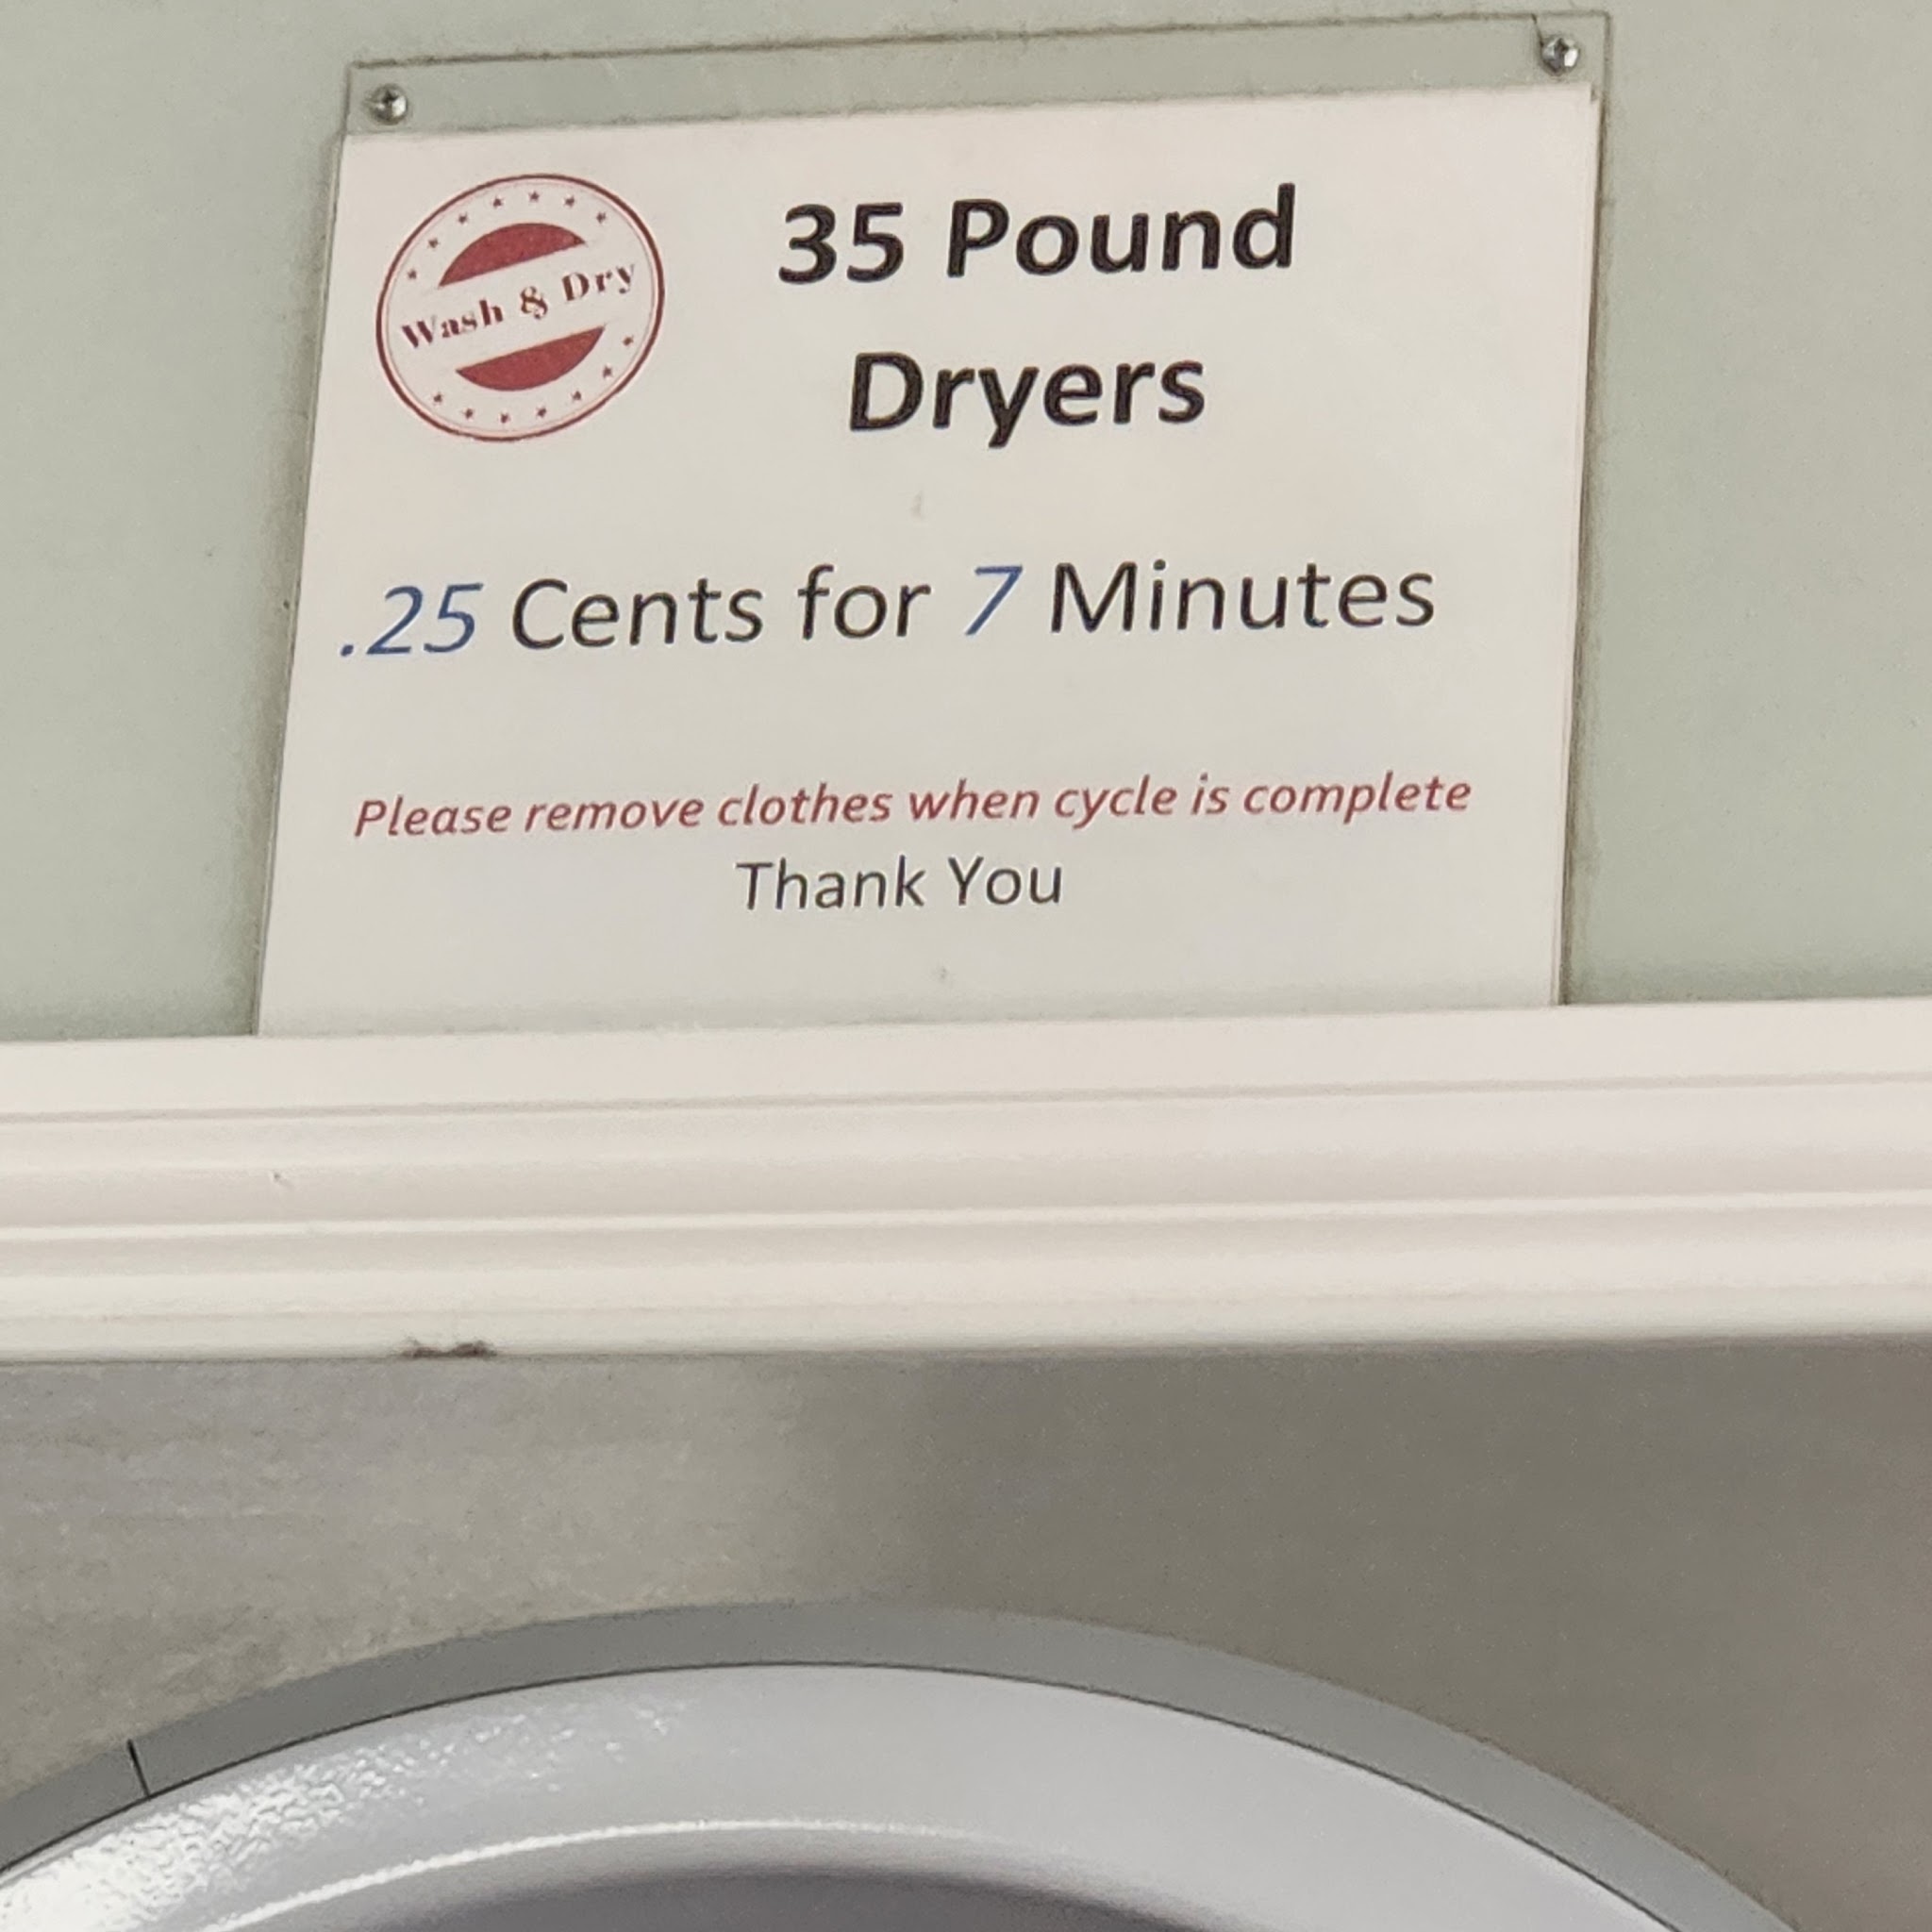 Wash & Dry
35 Pound
Dryers
.25 Cents for 7 Minutes
Please remove clothes when cycle is complete
Thank You